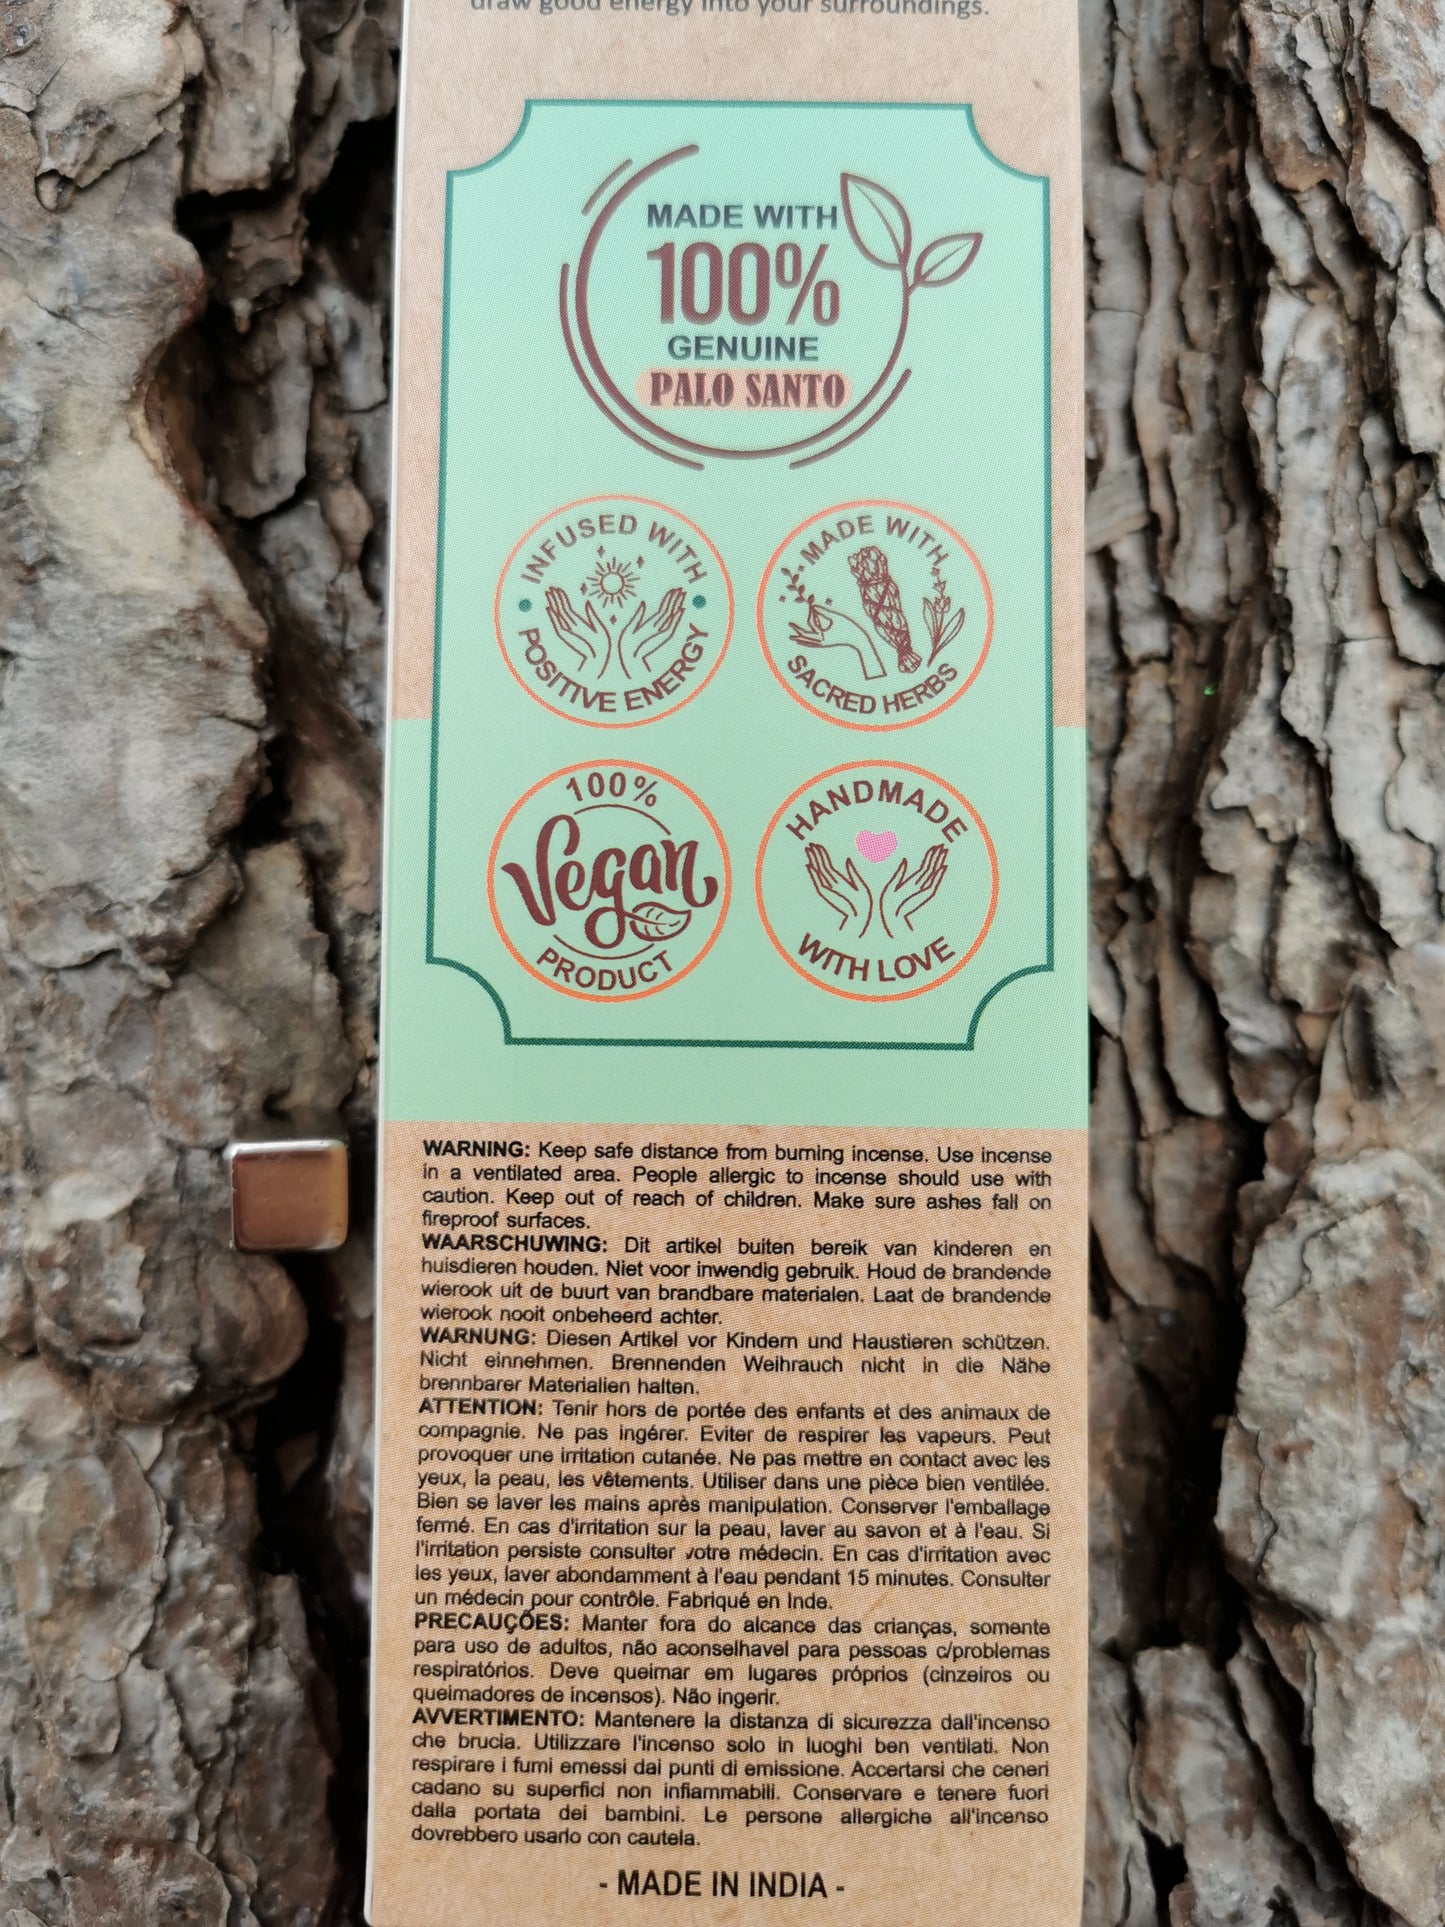 draw good energy into your surroundings.
MADE WITH
100%
GENUINE
PALO SANTO
INFUSED WITH
POSITIVE ENERGY
MADE WITH
SACRED HERBS
100%
Vegan
PRODUCT
HANDMADE
WITH LOVE
WARNING: Keep safe distance from burning incense. Use incense
in a ventilated area. People allergic to incense should use with
caution. Keep out of reach of children. Make sure ashes fall on
fireproof surfaces.
WAARSCHUWING: Dit artikel buiten bereik van kinderen en
huisdieren houden. Niet voor inwendig gebruik. Houd de brandende
wierook uit de buurt van brandbare materialen. Laat de brandende
wierook nooit onbeheerd achter.
WARNUNG: Diesen Artikel vor Kindern und Haustieren schützen.
Nicht einnehmen. Brennenden Weihrauch nicht in die Nähe
brennbarer Materialien halten.
ATTENTION: Tenir hors de portée des enfants et des animaux de
compagnie. Ne pas ingérer. Eviter de respirer les vapeurs. Peut
provoquer une irritation cutanée. Ne pas mettre en contact avec les
yeux, la peau, les vêtements. Utiliser dans une pièce bien ventilée.
Bien se laver les mains après manipulation. Conserver l'emballage
fermé. En cas d'irritation sur la peau, laver au savon et à l'eau. Si
l'irritation persiste consulter votre médecin. En cas d'irritation avec
les yeux, laver abondamment à l'eau pendant 15 minutes. Consulter
un médecin pour contrôle. Fabriqué en Inde.
PRECAUÇÕES: Manter fora do alcance das crianças, somente
para uso de adultos, não aconselhavel para pessoas c/problemas
respiratórios. Deve queimar em lugares próprios (cinzeiros ou
queimadores de incensos). Não ingerir.
AVVERTIMENTO: Mantenere la distanza di sicurezza dall'incenso
che brucia. Utilizzare l'incenso solo in luoghi ben ventilati. Non
respirare i fumi emessi dai punti di emissione. Accertarsi che ceneri
cadano su superfici non infiammabili. Conservare e tenere fuori
dalla portata dei bambini. Le persone allergiche all'incenso
dovrebbero usarlo con cautela.
- MADE IN INDIA -